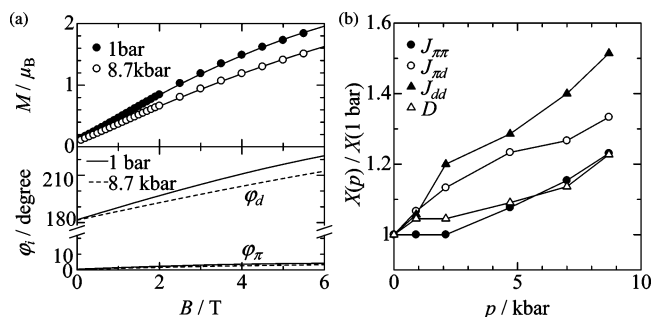 (a)
2
1
0
M / μB
1bar
8.7kbar
1 bar
8.7 kbar
210
180
10
0
φi / degree
φd
φπ
0
2
4
6
B / T
(b)
1.6
1.4
1.2
1
X(p) / X(1 bar)
Jππ
Jπd
Jdd
D
0
5
10
p / kbar